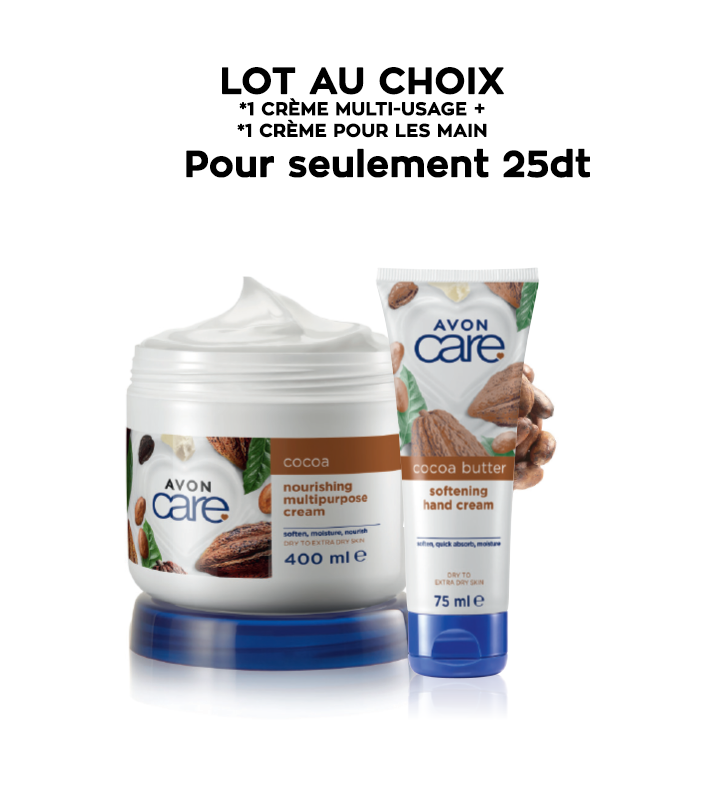 LOT AU CHOIX
*1 CRÈME MULTI-USAGE +
*1 CRÈME POUR LES MAIN
Pour seulement 25dt
AVON
care
cocoa
nourishing
multipurpose
cream
soften, moisture, nourish
DRY TO EXTRA DRY SKIN
400 ml e
AVON
care
cocoa butter
softening
hand cream
soften, quick absorb, moisture
DRY TO
EXTRA DRY SKIN
75 ml e